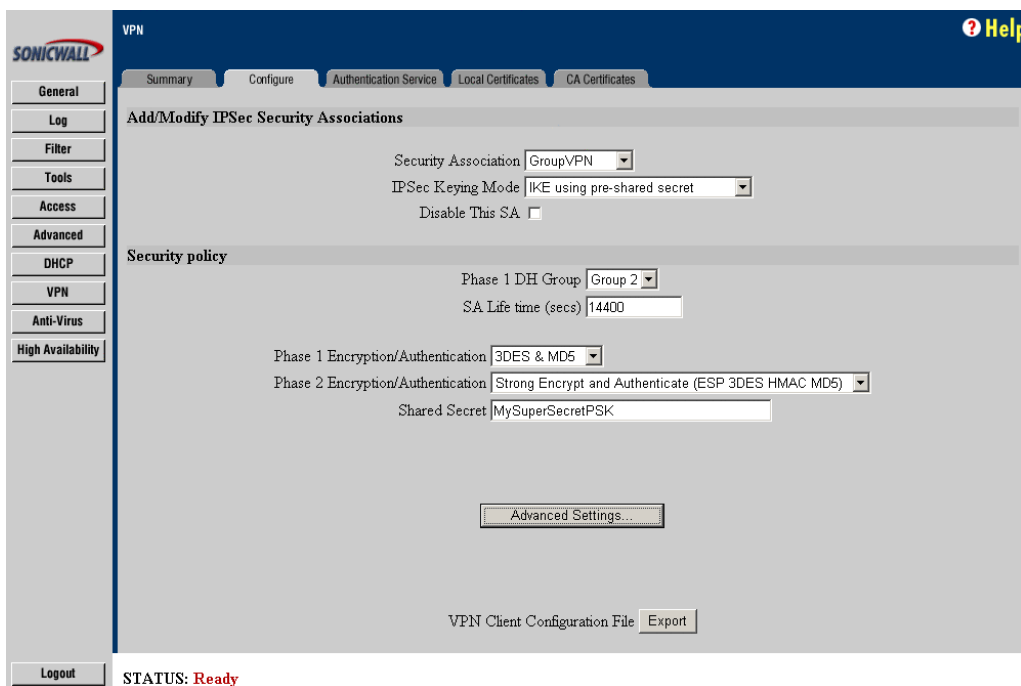 VPN
Help
SONICWALL
Summary
Configure
Authentication Service
Local Certificates
CA Certificates
General
Log
Filter
Tools
Access
Advanced
DHCP
VPN
Anti-Virus
High Availability
Add/Modify IPSec Security Associations
Security Association GroupVPN
IPSec Keying Mode IKE using pre-shared secret
Disable This SA
Security policy
Phase 1 DH Group Group 2
SA Life time (secs) 14400
Phase 1 Encryption/Authentication 3DES & MD5
Phase 2 Encryption/Authentication Strong Encrypt and Authenticate (ESP 3DES HMAC MD5)
Shared Secret MySuperSecretPSK
Advanced Settings...
VPN Client Configuration File Export
Logout
STATUS: Ready